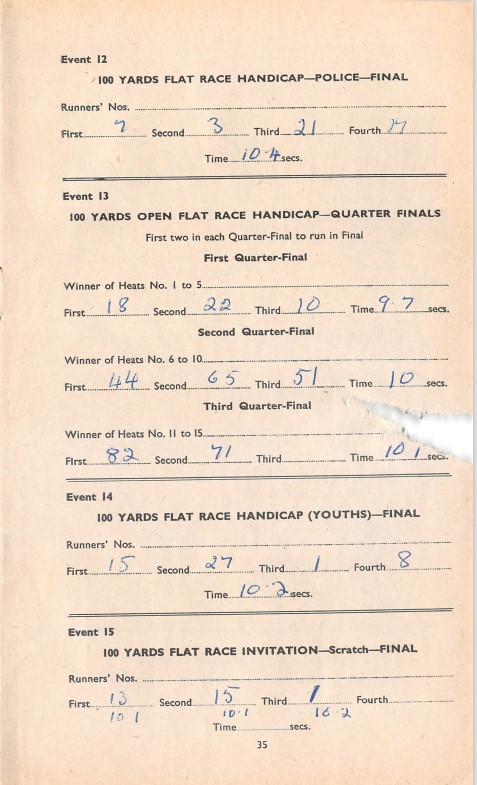 Event 12
100 YARDS FLAT RACE HANDICAP—POLICE—FINAL
Runners' Nos.
First 7 Second 3 Third 21 Fourth
Time 10·4 secs.
Event 13
100 YARDS OPEN FLAT RACE HANDICAP—QUARTER FINALS
First two in each Quarter-Final to run in Final
First Quarter-Final
Winner of Heats No. 1 to 5
First 18 Second 22 Third 10 Time 9·7 secs.
Second Quarter-Final
Winner of Heats No. 6 to 10
First 44 Second 65 Third 51 Time 10 secs.
Third Quarter-Final
Winner of Heats No. 11 to 15
First 82 Second 71 Third Time 10 1 secs.
Event 14
100 YARDS FLAT RACE HANDICAP (YOUTHS)—FINAL
Runners' Nos.
First 15 Second 27 Third 1 Fourth 8
Time 10·2 secs.
Event 15
100 YARDS FLAT RACE INVITATION—Scratch—FINAL
Runners' Nos.
First 13 Second 15 Third 1 Fourth
10 1 10·1 16 2
Time secs.
35